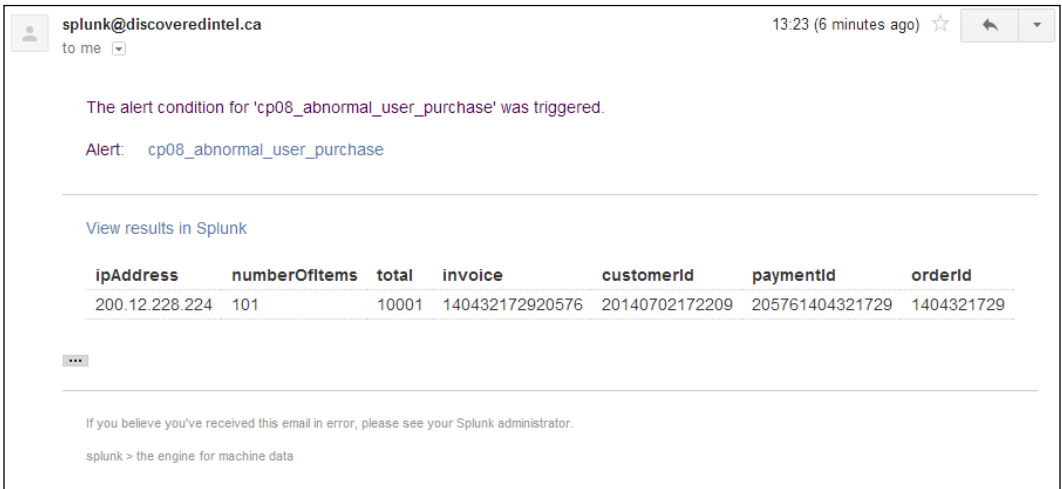 splunk@discoveredintel.ca 13:23 (6 minutes ago)
to me
The alert condition for 'cp08_abnormal_user_purchase' was triggered.
Alert: cp08_abnormal_user_purchase
View results in Splunk
ipAddress numberOfItems total invoice customerId paymentId orderId
200.12.228.224 101 10001 140432172920576 20140702172209 205761404321729 1404321729
If you believe you've received this email in error, please see your Splunk administrator.
splunk > the engine for machine data